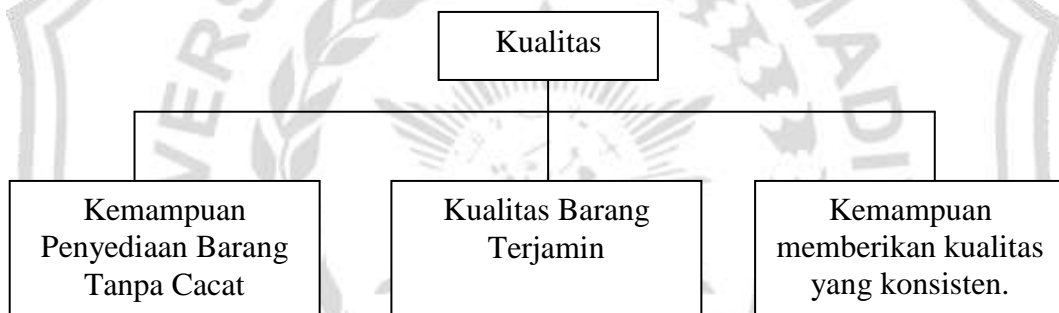 Kualitas
Kemampuan
Penyediaan Barang
Tanpa Cacat
Kualitas Barang
Terjamin
Kemampuan
memberikan kualitas
yang konsisten.